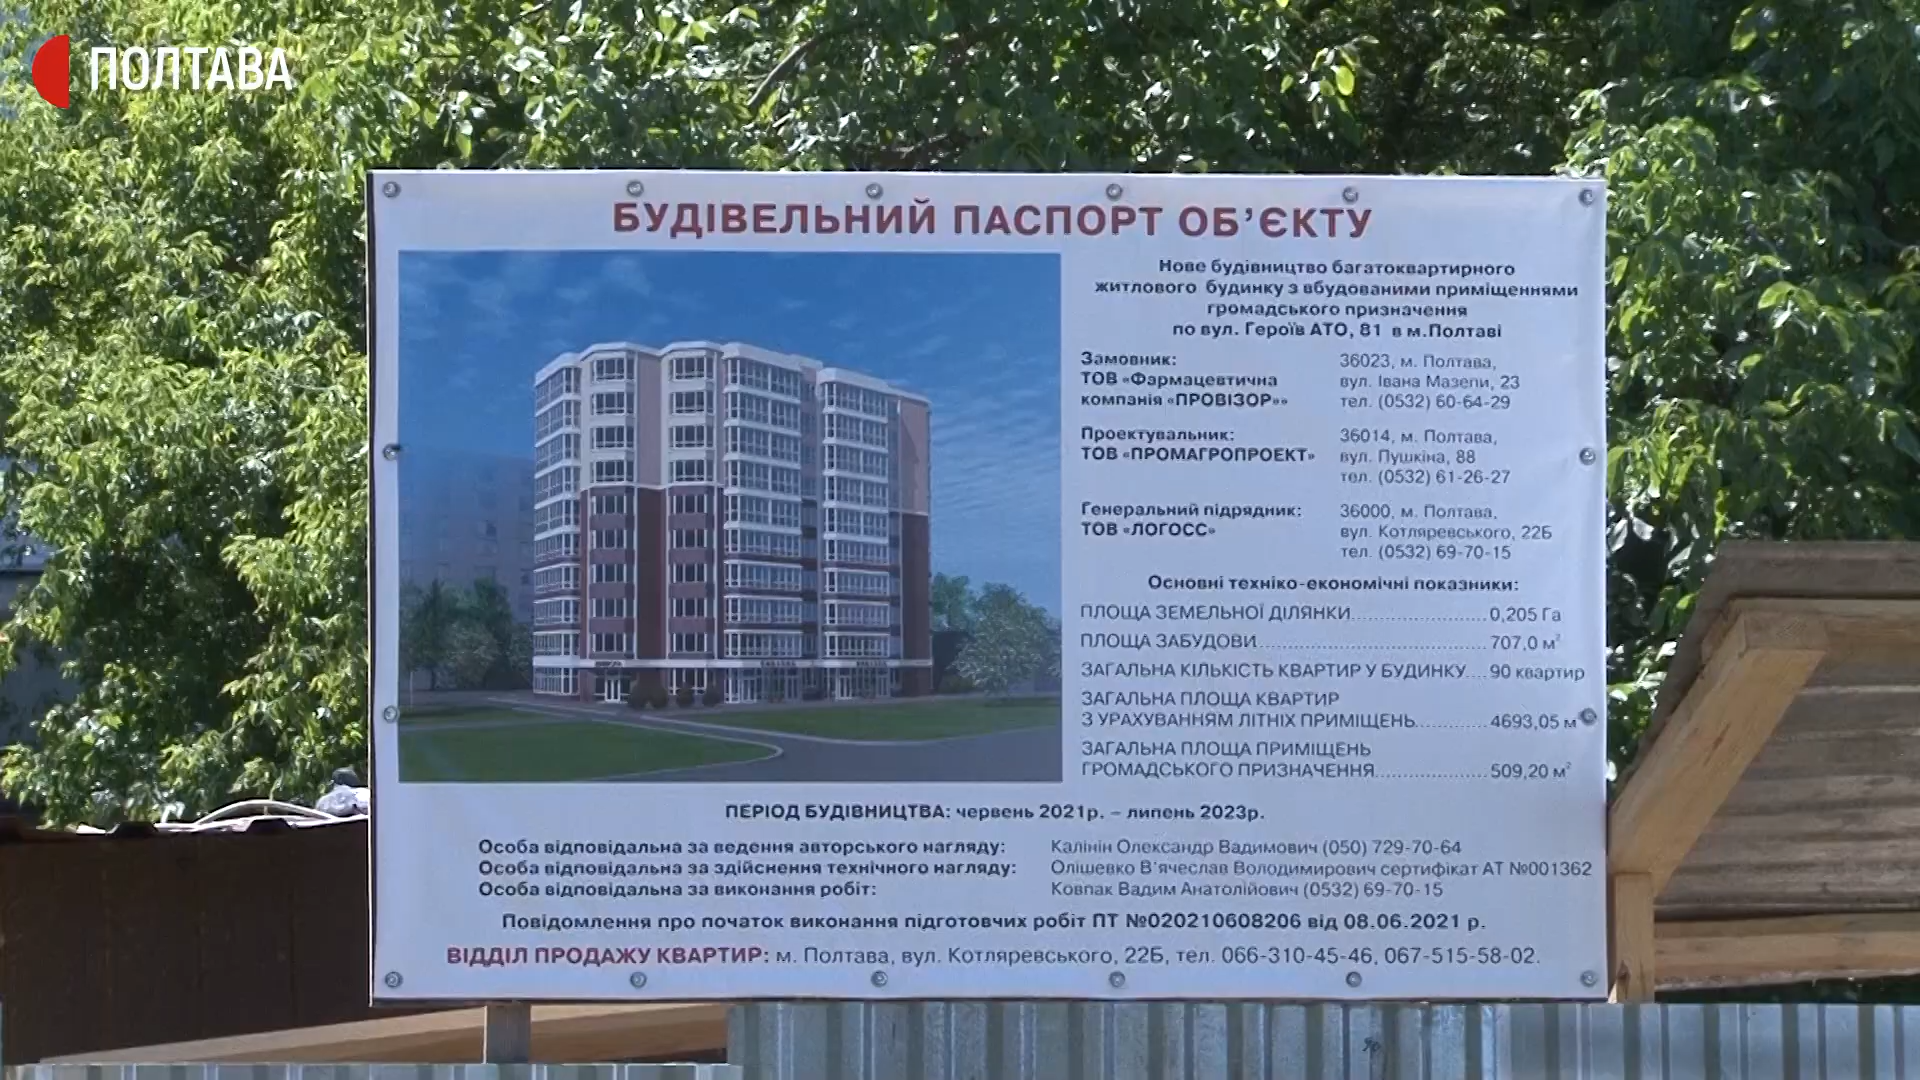 ПОЛТАВА
БУДІВЕЛЬНИЙ ПАСПОРТ ОБ'ЄКТУ
Нове будівництво багатоквартирного
житлового будинку з вбудованими приміщеннями
громадського призначення
по вул. Героїв АТО, 81 в м.Полтаві
Замовник:
ТОВ «Фармацевтична
компанія «ПРОВІЗОР»»
36023, м. Полтава,
вул. Івана Мазепи, 23
тел. (0532) 60-64-29
Проектувальник:
ТОВ «ПРОМАГРОПРОЕКТ»
36014, м. Полтава,
вул. Пушкіна, 88
тел. (0532) 61-26-27
Генеральний підрядник:
ТОВ «ЛОГОСС»
36000, м. Полтава,
вул. Котляревського, 22Б
тел. (0532) 69-70-15
Основні техніко-економічні показники:
ПЛОЩА ЗЕМЕЛЬНОЇ ДІЛЯНКИ.......................0,205 Га
ПЛОЩА ЗАБУДОВИ.......................................707,0 м²
ЗАГАЛЬНА КІЛЬКІСТЬ КВАРТИР У БУДИНКУ....90 квартир
ЗАГАЛЬНА ПЛОЩА КВАРТИР
З УРАХУВАННЯМ ЛІТНІХ ПРИМІЩЕНЬ............4693,05 м
ЗАГАЛЬНА ПЛОЩА ПРИМІЩЕНЬ
ГРОМАДСЬКОГО ПРИЗНАЧЕННЯ...................509,20 м²
ПЕРІОД БУДІВНИЦТВА: червень 2021р. – липень 2023р.
Особа відповідальна за ведення авторського нагляду: Калінін Олександр Вадимович (050) 729-70-64
Особа відповідальна за здійснення технічного нагляду: Олішевко В'ячеслав Володимирович сертифікат АТ №001362
Особа відповідальна за виконання робіт: Ковпак Вадим Анатолійович (0532) 69-70-15
Повідомлення про початок виконання підготовчих робіт ПТ №020210608206 від 08.06.2021 р.
ВІДДІЛ ПРОДАЖУ КВАРТИР: м. Полтава, вул. Котляревського, 22Б, тел. 066-310-45-46, 067-515-58-02.